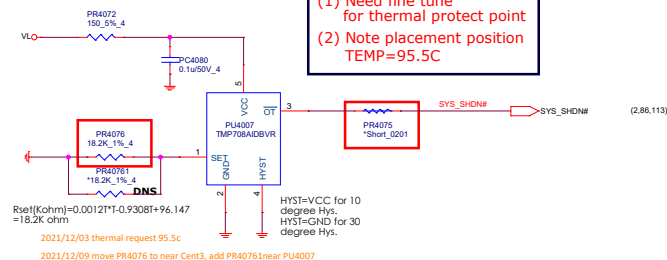 (1) Need fine tune
for thermal protect point
(2) Note placement position
TEMP=95.5C
PR4072
150_5%_4
VL
PC4080
0.1u/50V_4
5
VCC
3
OT
PU4007
TMP708AIDBVR
SYS_SHDN#
SYS_SHDN#
(2,86,113)
PR4075
*Short_0201
PR4076
18.2K_1%_4
1
SET
GND
HYST
PR40761
*18.2K_1%_4
DNS
2
4
Rset(Kohm)=0.0012T*T-0.9308T+96.147
=18.2K ohm
HYST=VCC for 10
degree Hys.
HYST=GND for 30
degree Hys.
2021/12/03 thermal request 95.5c
2021/12/09 move PR4076 to near Cent3, add PR40761near PU4007